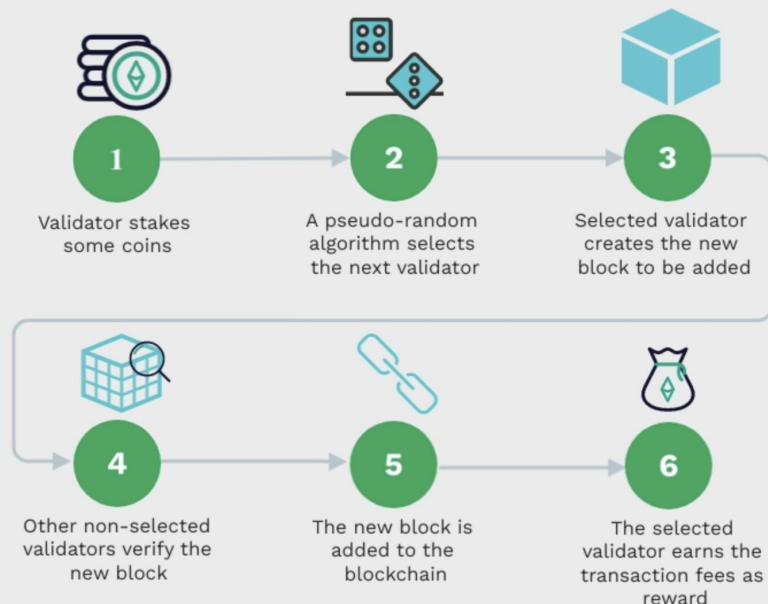 1
Validator stakes
some coins
2
A pseudo-random
algorithm selects
the next validator
3
Selected validator
creates the new
block to be added
4
Other non-selected
validators verify the
new block
5
The new block is
added to the
blockchain
6
The selected
validator earns the
transaction fees as
reward